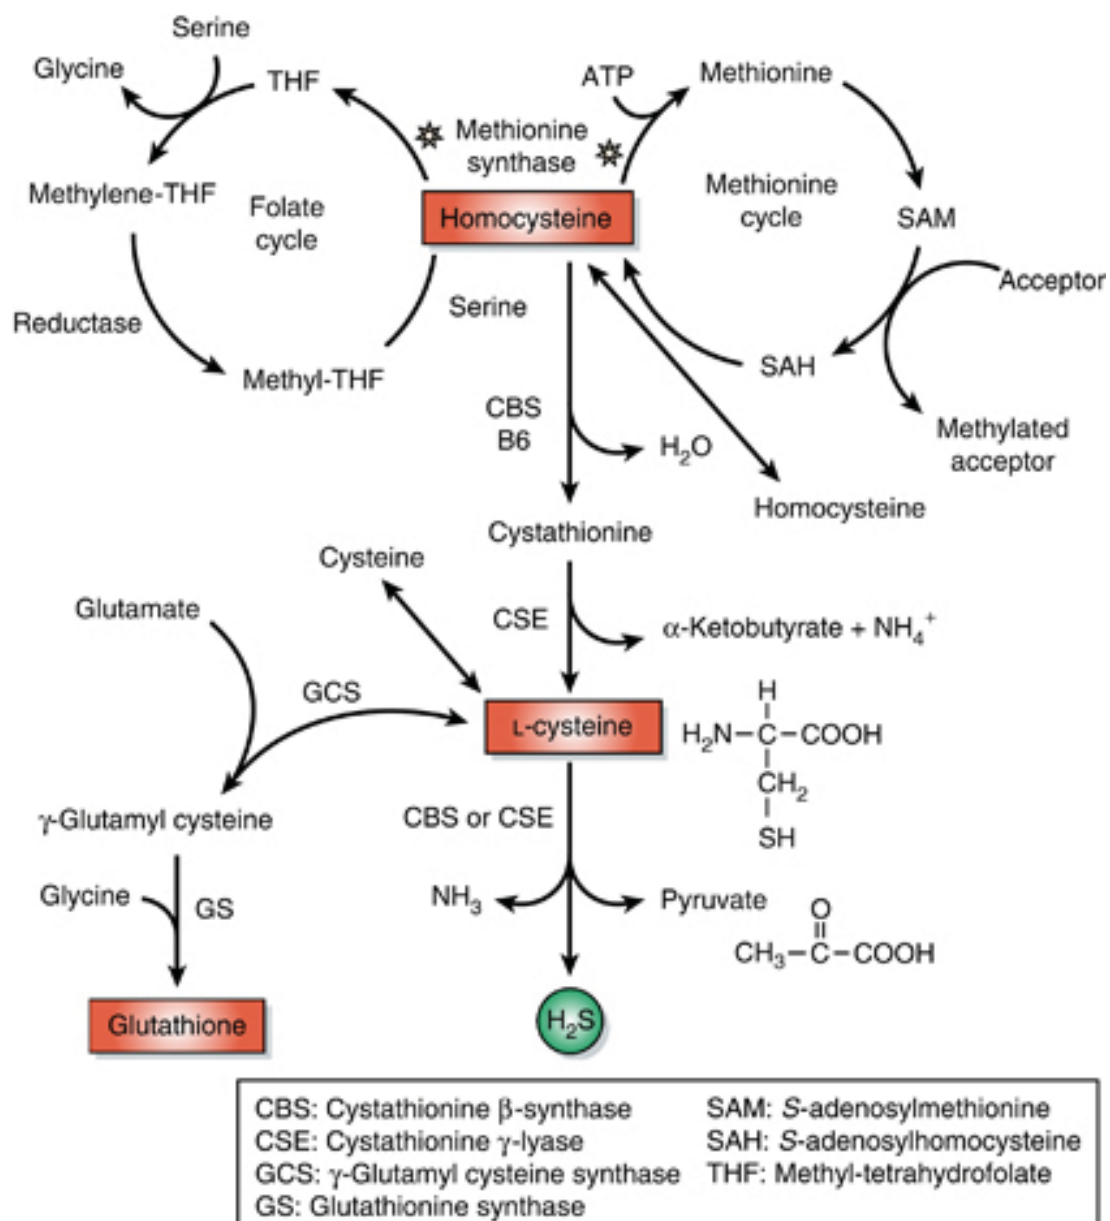 Serine
Glycine
THF
ATP
Methionine
Methionine
synthase
Methylene-THF
Folate
cycle
Homocysteine
Methionine
cycle
SAM
Acceptor
Reductase
Serine
Methyl-THF
SAH
CBS
B6
H₂O
Methylated
acceptor
Homocysteine
Cystathionine
Cysteine
Glutamate
CSE
α-Ketobutyrate + NH₄⁺
GCS
L-cysteine
H
H₂N–C–COOH
CH₂
SH
γ-Glutamyl cysteine
CBS or CSE
Glycine
GS
NH₃
Pyruvate
O
CH₃–C–COOH
Glutathione
H₂S
CBS: Cystathionine β-synthase
CSE: Cystathionine γ-lyase
GCS: γ-Glutamyl cysteine synthase
GS: Glutathionine synthase
SAM: S-adenosylmethionine
SAH: S-adenosylhomocysteine
THF: Methyl-tetrahydrofolate